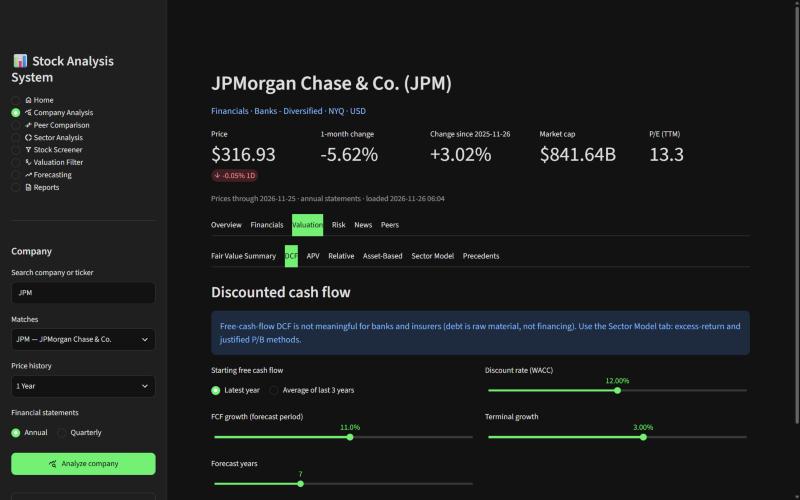 Stock Analysis
System
Home
Company Analysis
Peer Comparison
Sector Analysis
Stock Screener
Valuation Filter
Forecasting
Reports
Company
Search company or ticker
JPM
Matches
JPM — JPMorgan Chase & Co.
Price history
1 Year
Financial statements
Annual
Quarterly
Analyze company
JPMorgan Chase & Co. (JPM)
Financials · Banks - Diversified · NYQ · USD
Price
1-month change
Change since 2025-11-26
Market cap
P/E (TTM)
$316.93
-5.62%
+3.02%
$841.64B
13.3
↓ -0.05% 1D
Prices through 2026-11-25 · annual statements · loaded 2026-11-26 06:04
Overview Financials Valuation Risk News Peers
Fair Value Summary DCF APV Relative Asset-Based Sector Model Precedents
Discounted cash flow
Free-cash-flow DCF is not meaningful for banks and insurers (debt is raw material, not financing). Use the Sector Model tab: excess-return and
justified P/B methods.
Starting free cash flow
Latest year
Average of last 3 years
Discount rate (WACC)
12.00%
FCF growth (forecast period)
11.0%
Terminal growth
3.00%
Forecast years
7